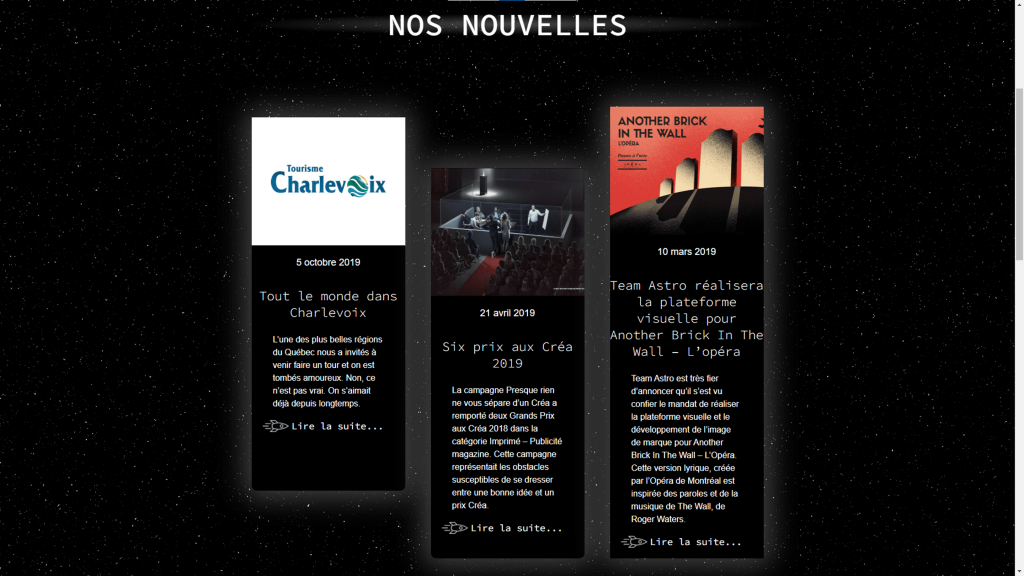 NOS NOUVELLES
Tourisme
Charlevoix
5 octobre 2019
Tout le monde dans
Charlevoix
L'une des plus belles régions
du Québec nous a invités à
venir faire un tour et on est
tombés amoureux. Non, ce
n'est pas vrai. On s'aimait
déjà depuis longtemps.
Lire la suite...
21 avril 2019
Six prix aux Créa
2019
La campagne Presque rien
ne vous sépare d'un Créa a
remporté deux Grands Prix
aux Créa 2018 dans la
catégorie Imprimé – Publicité
magazine. Cette campagne
représentait les obstacles
susceptibles de se dresser
entre une bonne idée et un
prix Créa.
Lire la suite...
ANOTHER BRICK
IN THE WALL
L'OPÉRA
10 mars 2019
Team Astro réalisera
la plateforme
visuelle pour
Another Brick In The
Wall – L'opéra
Team Astro est très fier
d'annoncer qu'il s'est vu
confier le mandat de réaliser
la plateforme visuelle et le
développement de l'image
de marque pour Another
Brick In The Wall – L'Opéra.
Cette version lyrique, créée
par l'Opéra de Montréal est
inspirée des paroles et de la
musique de The Wall, de
Roger Waters.
Lire la suite...